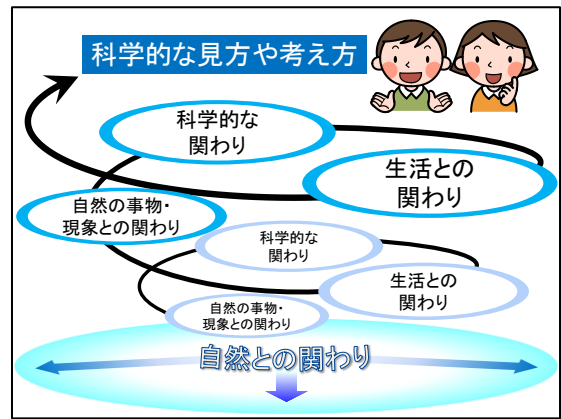 科学的な見方や考え方
科学的な
関わり
生活との
関わり
自然の事物・
現象との関わり
科学的な
関わり
生活との
関わり
自然の事物・
現象との関わり
自然との関わり